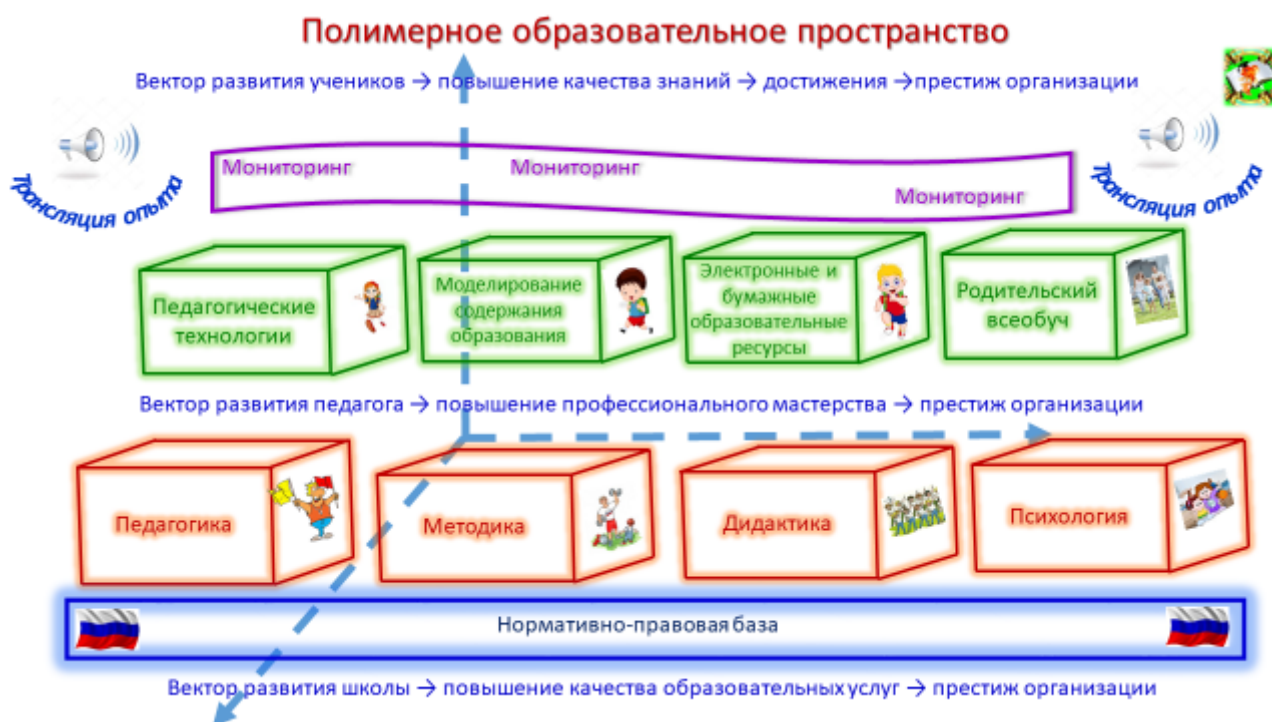 Полимерное образовательное пространство
Вектор развития учеников → повышение качества знаний → достижения →престиж организации
Трансляция опыта
Трансляция опыта
Мониторинг
Мониторинг
Мониторинг
Педагогические
технологии
Моделирование
содержания
образования
Электронные и
бумажные
образовательные
ресурсы
Родительский
всеобуч
Вектор развития педагога → повышение профессионального мастерства → престиж организации
Педагогика
Методика
Дидактика
Психология
Нормативно-правовая база
Вектор развития школы → повышение качества образовательных услуг → престиж организации